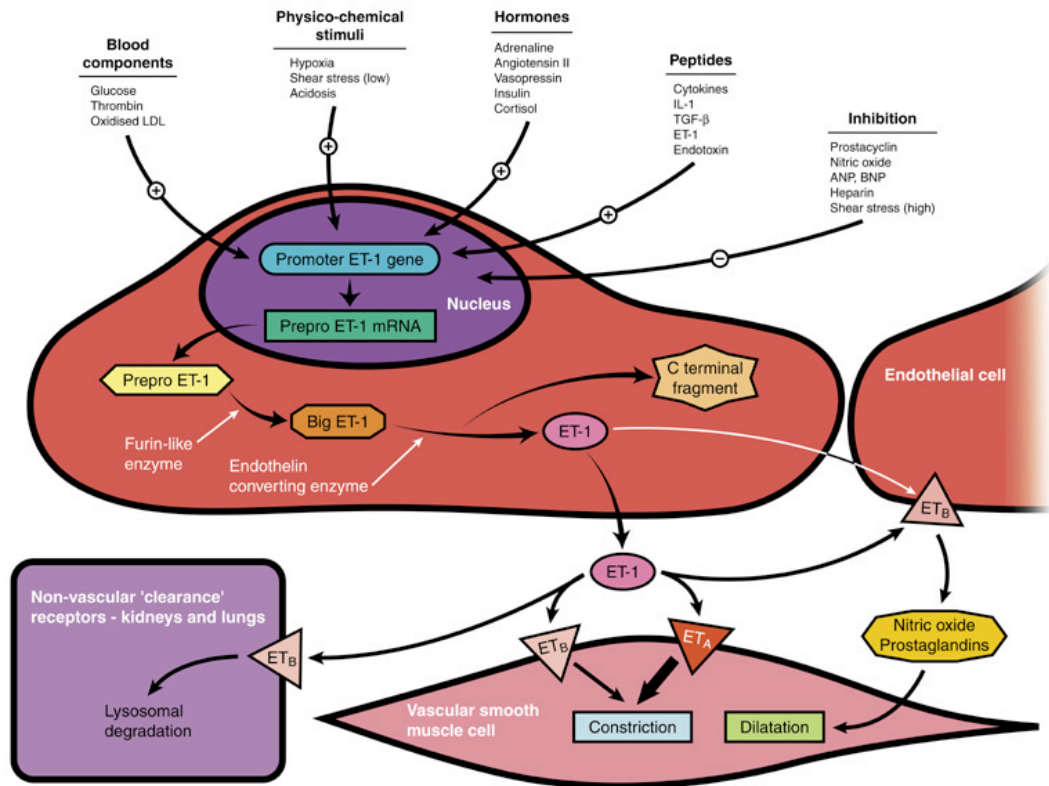 Blood
components
Glucose
Thrombin
Oxidised LDL
Physico-chemical
stimuli
Hypoxia
Shear stress (low)
Acidosis
Hormones
Adrenaline
Angiotensin II
Vasopressin
Insulin
Cortisol
Peptides
Cytokines
IL-1
TGF-β
ET-1
Endotoxin
Inhibition
Prostacyclin
Nitric oxide
ANP, BNP
Heparin
Shear stress (high)
+
+
+
+
−
Promoter ET-1 gene
Nucleus
Prepro ET-1 mRNA
Prepro ET-1
Big ET-1
C terminal
fragment
ET-1
Furin-like
enzyme
Endothelin
converting enzyme
Endothelial cell
ETB
ET-1
Non-vascular 'clearance'
receptors - kidneys and lungs
ETB
Lysosomal
degradation
ETB
ETA
Nitric oxide
Prostaglandins
Vascular smooth
muscle cell
Constriction
Dilatation